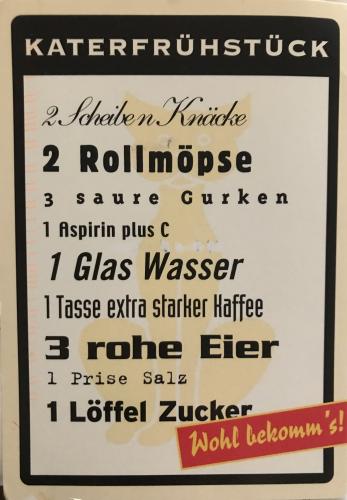 KATERFRÜHSTÜCK
2 Scheiben Knäcke
2 Rollmöpse
3 saure Gurken
1 Aspirin plus C
1 Glas Wasser
1 Tasse extra starker Kaffee
3 rohe Eier
1 Prise Salz
1 Löffel Zucker
Wohl bekomm's!